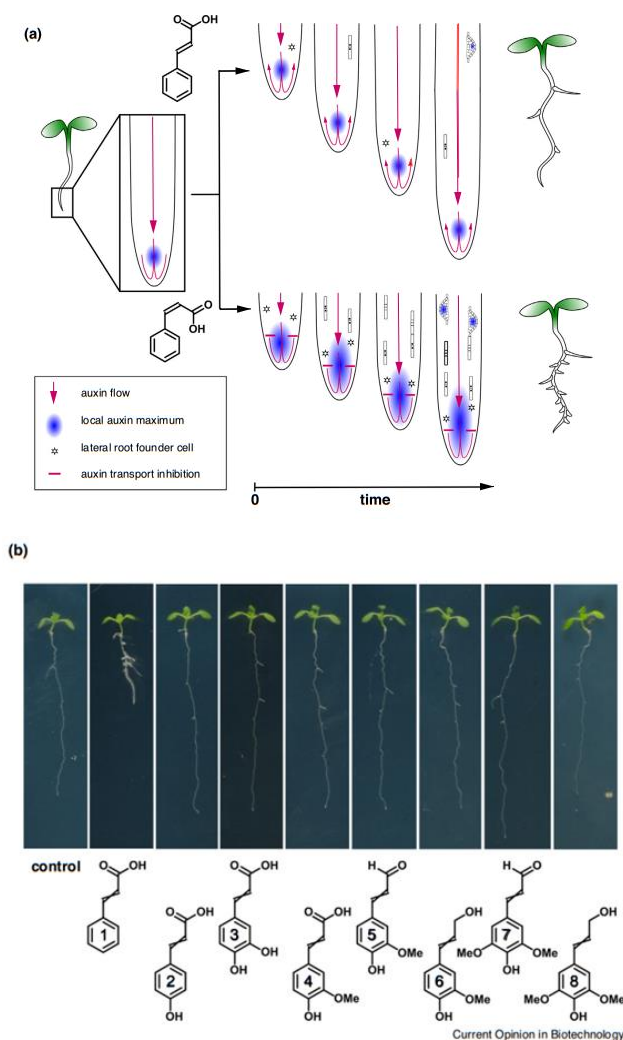 (a)
O
OH
O
OH
auxin flow
local auxin maximum
lateral root founder cell
auxin transport inhibition
0
time
(b)
control
O
OH
1
O
OH
2
OH
O
OH
3
OH
OH
O
OH
4
OMe
OH
H
O
5
OMe
OH
OH
6
OMe
OH
H
O
7
MeO
OMe
OH
OH
8
MeO
OMe
OH
Current Opinion in Biotechnology